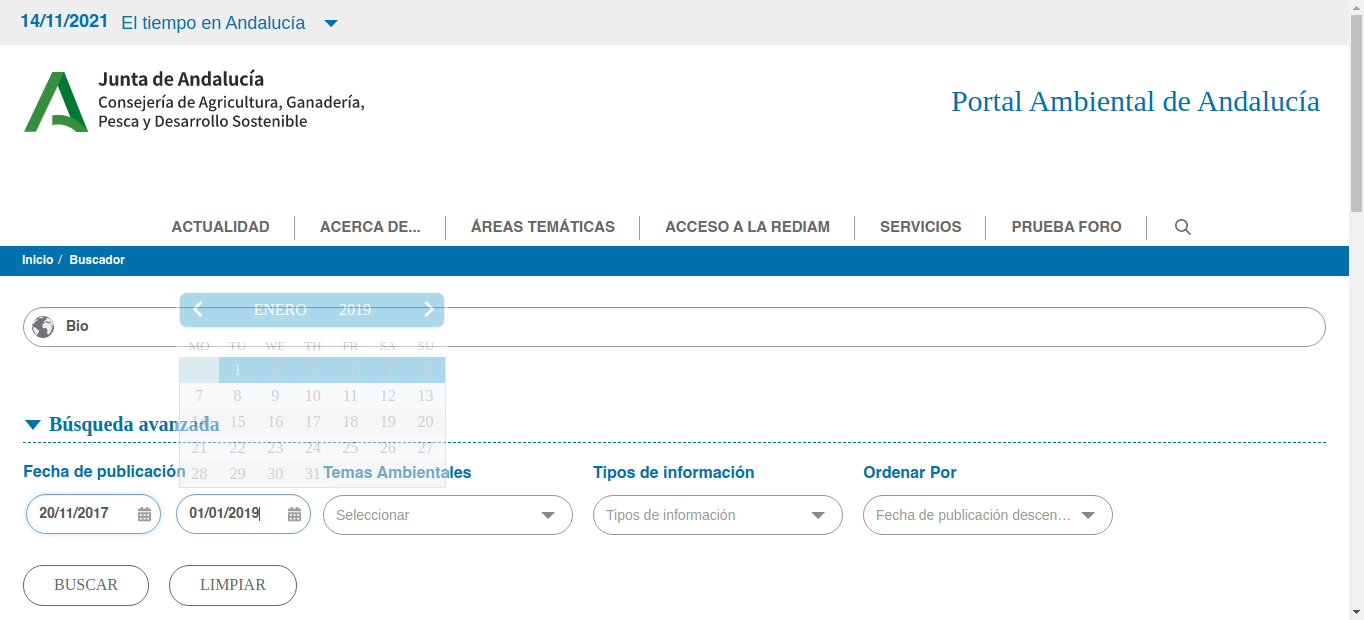 14/11/2021 El tiempo en Andalucía
Junta de Andalucía
Consejería de Agricultura, Ganadería,
Pesca y Desarrollo Sostenible
Portal Ambiental de Andalucía
ACTUALIDAD ACERCA DE... ÁREAS TEMÁTICAS ACCESO A LA REDIAM SERVICIOS PRUEBA FORO
Inicio / Buscador
ENERO 2019
Bio
MO TU WE TH FR SA SU
1 2 3 4 5 6
7 8 9 10 11 12 13
14 15 16 17 18 19 20
Búsqueda avanzada
21 22 23 24 25 26 27
28 29 30 31
Fecha de publicación Temas Ambientales Tipos de información Ordenar Por
20/11/2017 01/01/2019 Seleccionar Tipos de información Fecha de publicación descen...
BUSCAR LIMPIAR